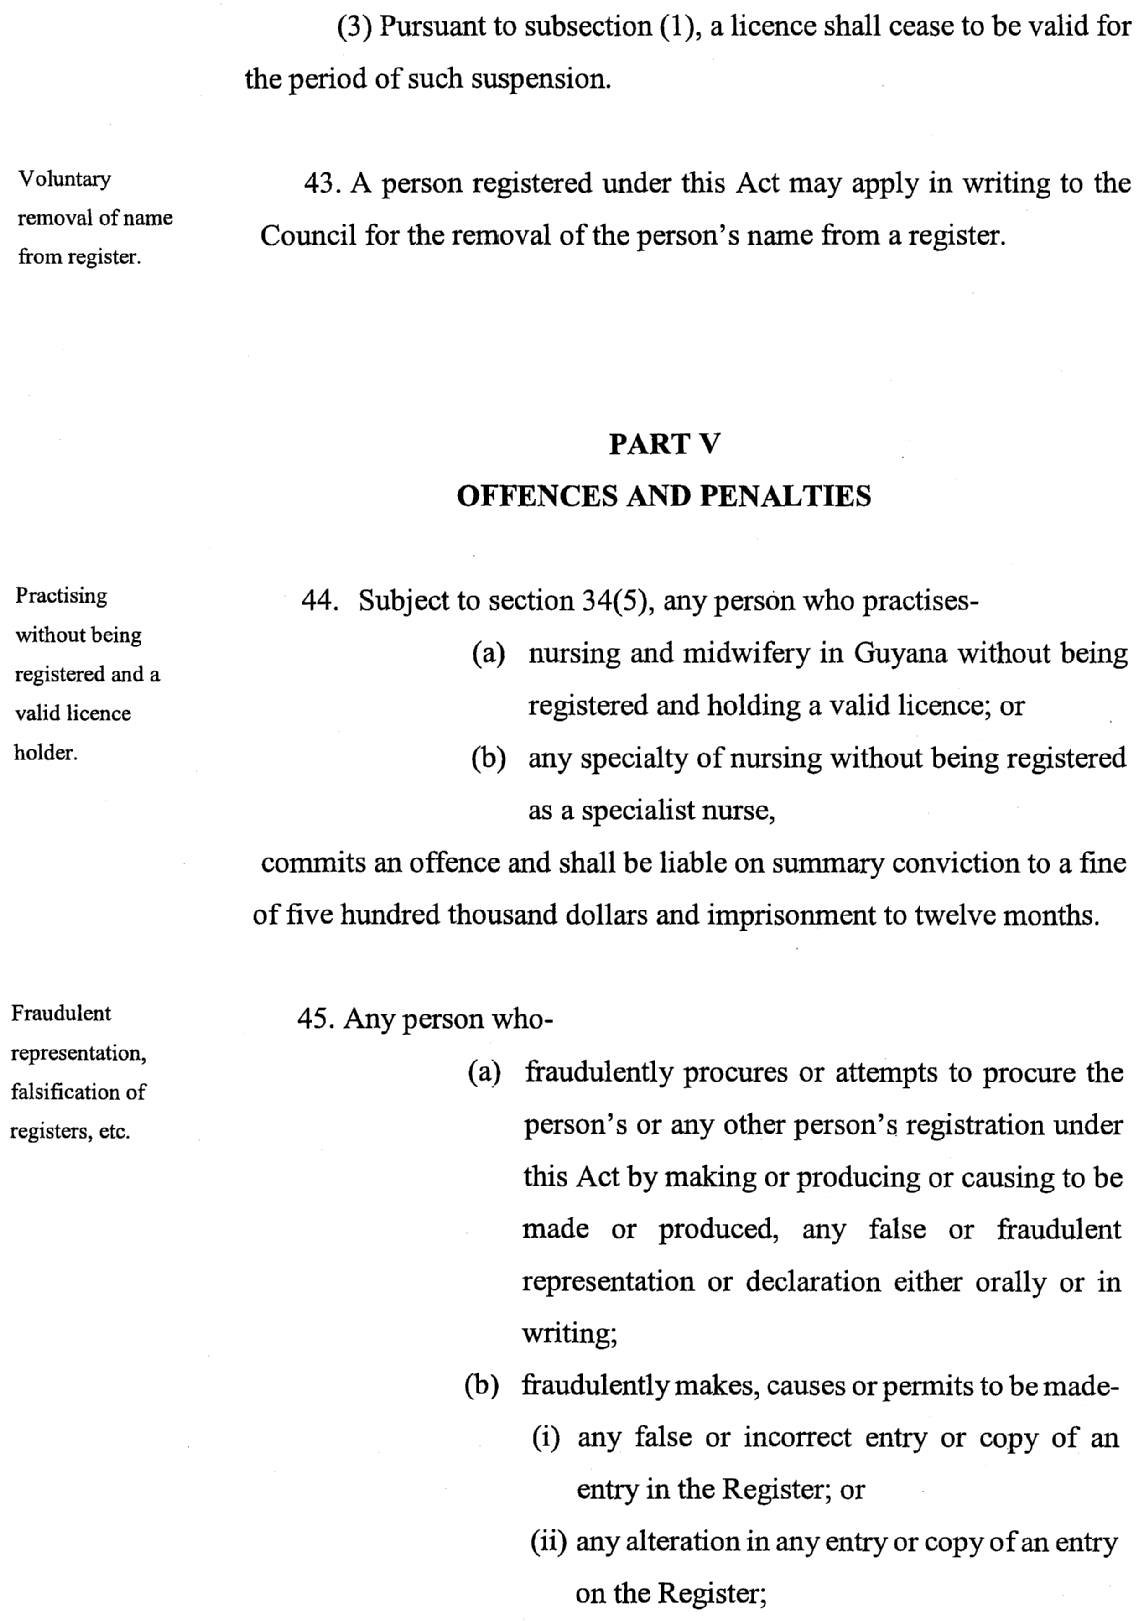 (3) Pursuant to subsection (1), a licence shall cease to be valid for
the period of such suspension.
Voluntary
removal of name
from register.
43. A person registered under this Act may apply in writing to the
Council for the removal of the person's name from a register.
PART V
OFFENCES AND PENALTIES
Practising
without being
registered and a
valid licence
holder.
44. Subject to section 34(5), any person who practises-
(a) nursing and midwifery in Guyana without being
registered and holding a valid licence; or
(b) any specialty of nursing without being registered
as a specialist nurse,
commits an offence and shall be liable on summary conviction to a fine
of five hundred thousand dollars and imprisonment to twelve months.
Fraudulent
representation,
falsification of
registers, etc.
45. Any person who-
(a) fraudulently procures or attempts to procure the
person's or any other person's registration under
this Act by making or producing or causing to be
made or produced, any false or fraudulent
representation or declaration either orally or in
writing;
(b) fraudulently makes, causes or permits to be made-
(i) any false or incorrect entry or copy of an
entry in the Register; or
(ii) any alteration in any entry or copy of an entry
on the Register;